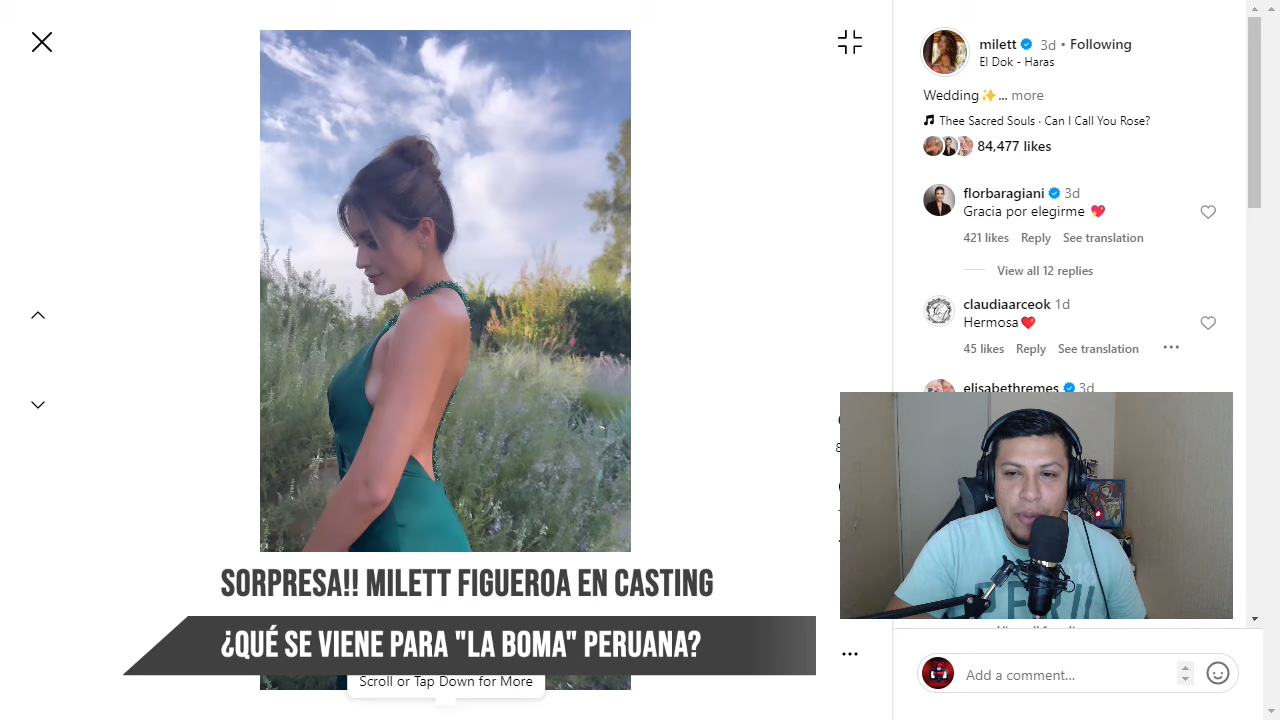 milett 3d • Following
El Dok - Haras
Wedding✨... more
Thee Sacred Souls · Can I Call You Rose?
84,477 likes
florbaragiani 3d
Gracia por elegirme 💖
421 likes Reply See translation
View all 12 replies
claudiaarceok 1d
Hermosa❤️
45 likes Reply See translation
elisabethremes 3d
SORPRESA!! MILETT FIGUEROA EN CASTING
¿QUÉ SE VIENE PARA "LA BOMA" PERUANA?
Scroll or Tap Down for More
Add a comment...